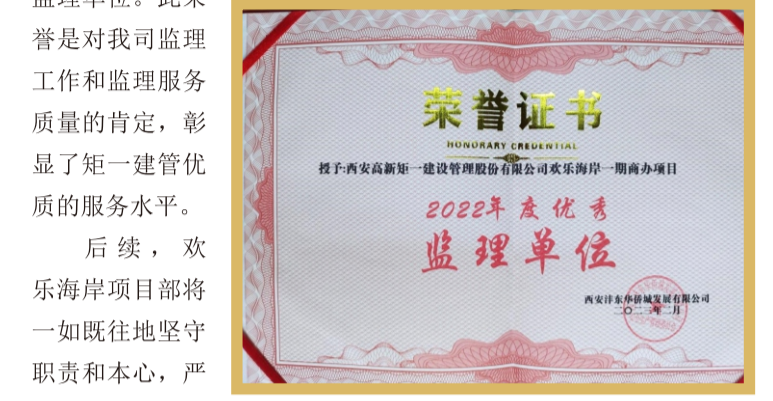 监理单位。此荣
誉是对我司监理
工作和监理服务
质量的肯定，彰
显了矩一建管优
质的服务水平。
后续，欢
乐海岸项目部将
一如既往地坚守
职责和本心，严
荣誉证书
HONORARY CREDENTIAL
授予:西安高新矩一建设管理股份有限公司欢乐海岸一期商办项目
2022年度优秀
监理单位
西安沣东华侨城发展有限公司
二〇二三年二月